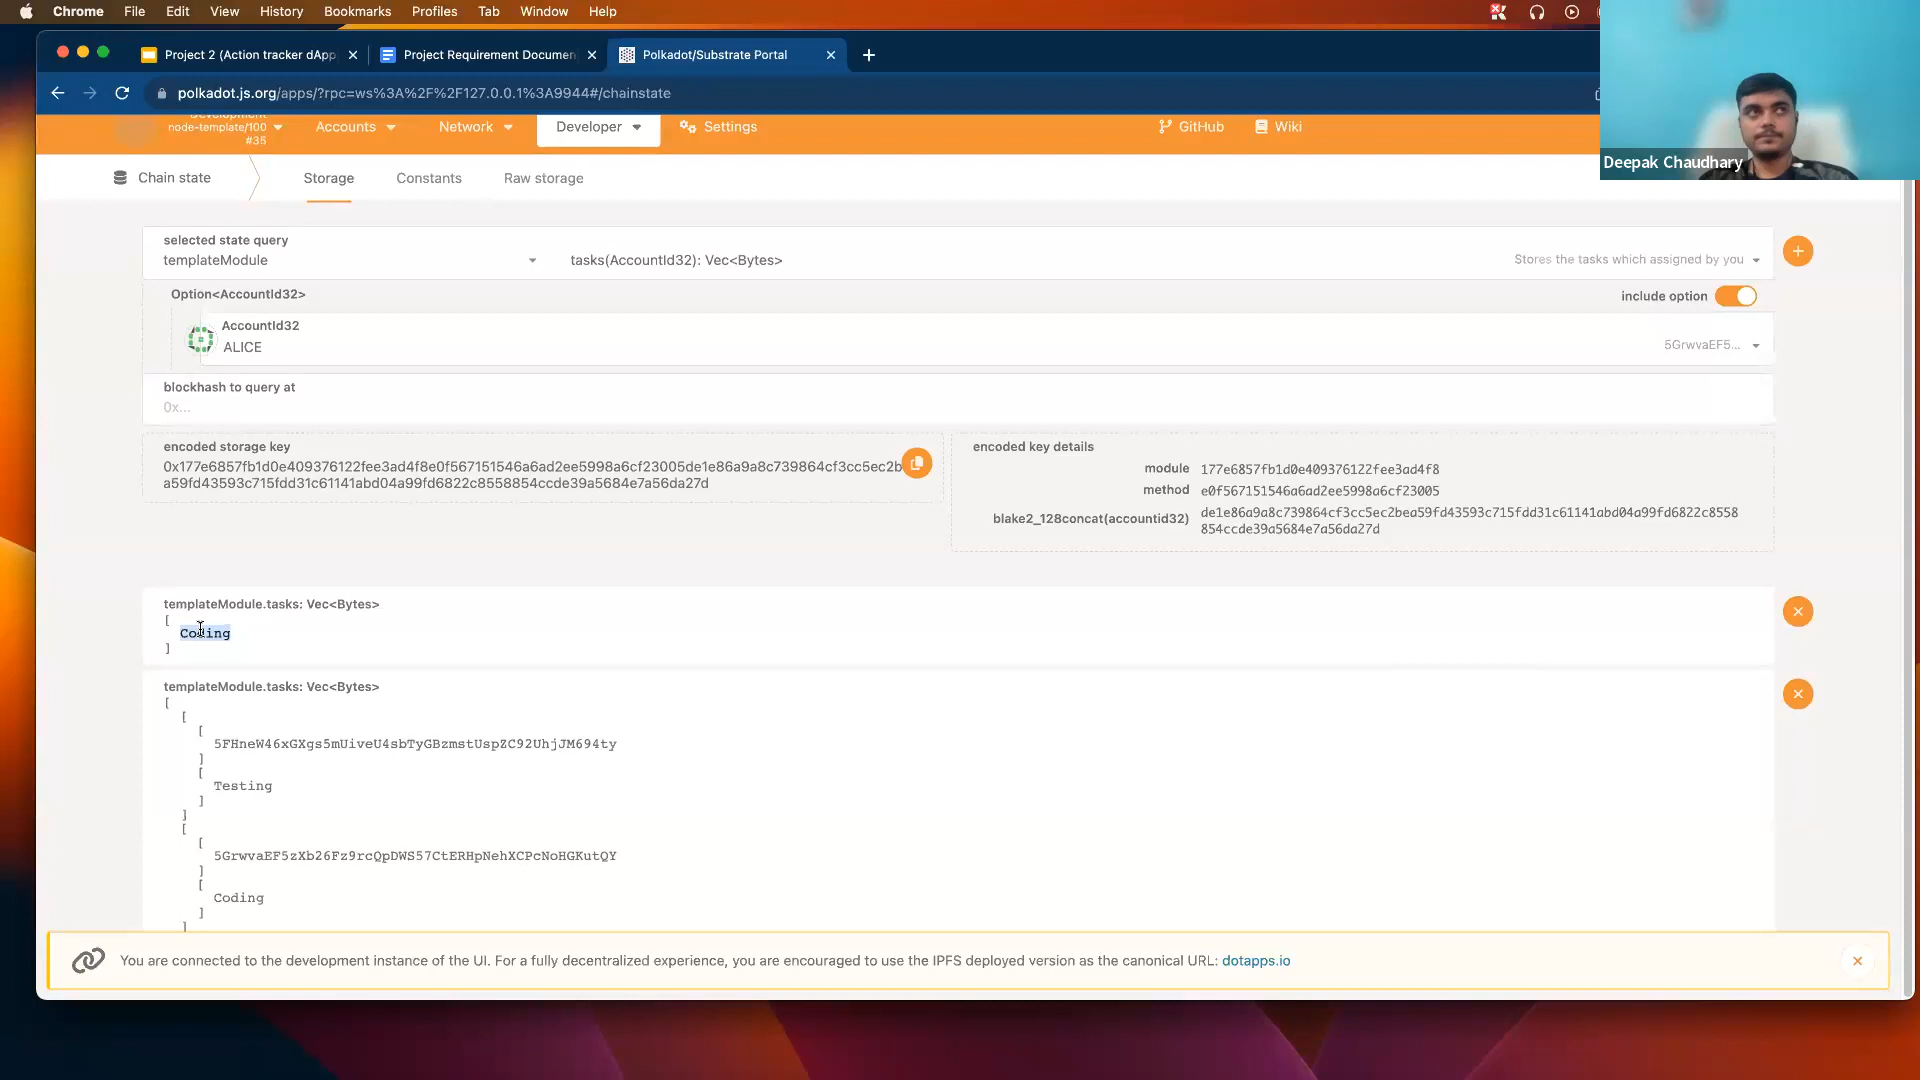 Chrome File Edit View History Bookmarks Profiles Tab Window Help
Project 2 (Action tracker dApp
Project Requirement Documen
Polkadot/Substrate Portal
polkadot.js.org/apps/?rpc=ws%3A%2F%2F127.0.0.1%3A9944#/chainstate
Development
node-template/100
#35
Accounts
Network
Developer
Settings
GitHub
Wiki
Deepak Chaudhary
Chain state
Storage
Constants
Raw storage
selected state query
templateModule
tasks(AccountId32): Vec<Bytes>
Stores the tasks which assigned by you
Option<AccountId32>
include option
AccountId32
ALICE
5GrwvaEF5...
blockhash to query at
0x...
encoded storage key
0x177e6857fb1d0e409376122fee3ad4f8e0f567151546a6ad2ee5998a6cf23005de1e86a9a8c739864cf3cc5ec2b
a59fd43593c715fdd31c61141abd04a99fd6822c8558854ccde39a5684e7a56da27d
encoded key details
module 177e6857fb1d0e409376122fee3ad4f8
method e0f567151546a6ad2ee5998a6cf23005
blake2_128concat(accountid32)
de1e86a9a8c739864cf3cc5ec2bea59fd43593c715fdd31c61141abd04a99fd6822c8558
854ccde39a5684e7a56da27d
templateModule.tasks: Vec<Bytes>
[
Coding
]
templateModule.tasks: Vec<Bytes>
[
[
[
5FHneW46xGXgs5mUiveU4sbTyGBzmstUspZC92UhjJM694ty
]
[
Testing
]
]
[
[
5GrwvaEF5zXb26Fz9rcQpDWS57CtERHpNehXCPcNoHGKutQY
]
[
Coding
]
]
You are connected to the development instance of the UI. For a fully decentralized experience, you are encouraged to use the IPFS deployed version as the canonical URL: dotapps.io